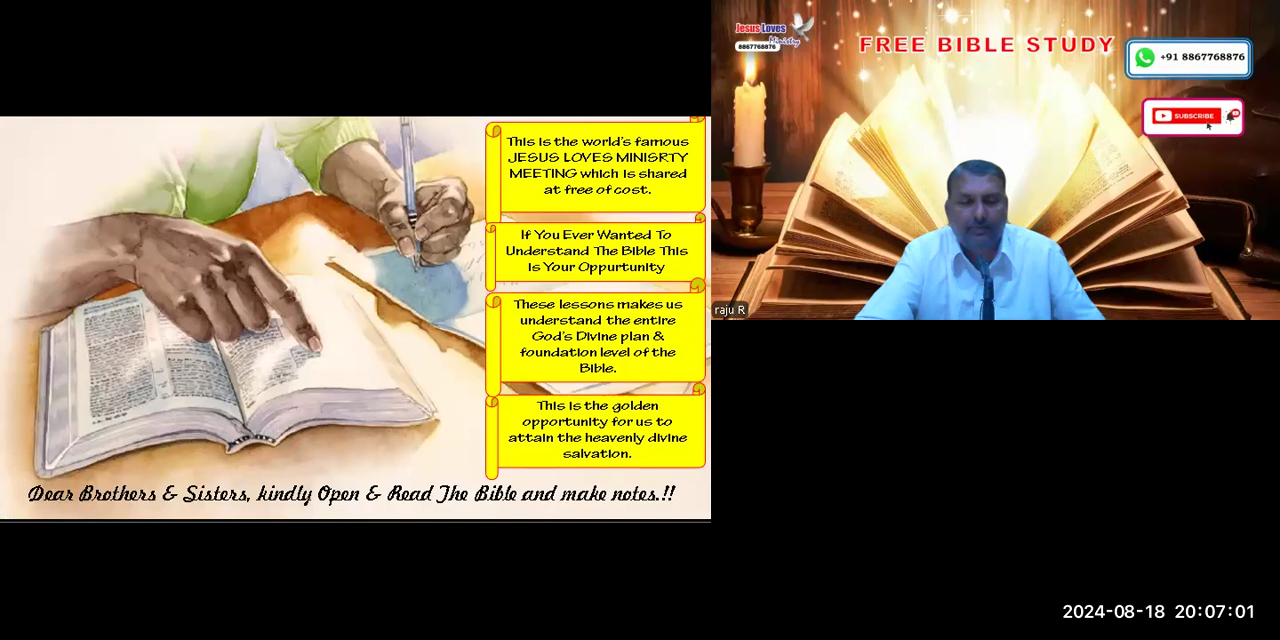 This is the world's famous
JESUS LOVES MINISRTY
MEETING which is shared
at free of cost.
If You Ever Wanted To
Understand The Bible This
Is Your Oppurtunity
These lessons makes us
understand the entire
God's Divine plan &
foundation level of the
Bible.
This is the golden
opportunity for us to
attain the heavenly divine
salvation.
Dear Brothers & Sisters, kindly Open & Read The Bible and make notes.!!
Jesus Loves
Ministry
8867768876
FREE BIBLE STUDY
+91 8867768876
SUBSCRIBE
raju R
2024-08-18 20:07:01